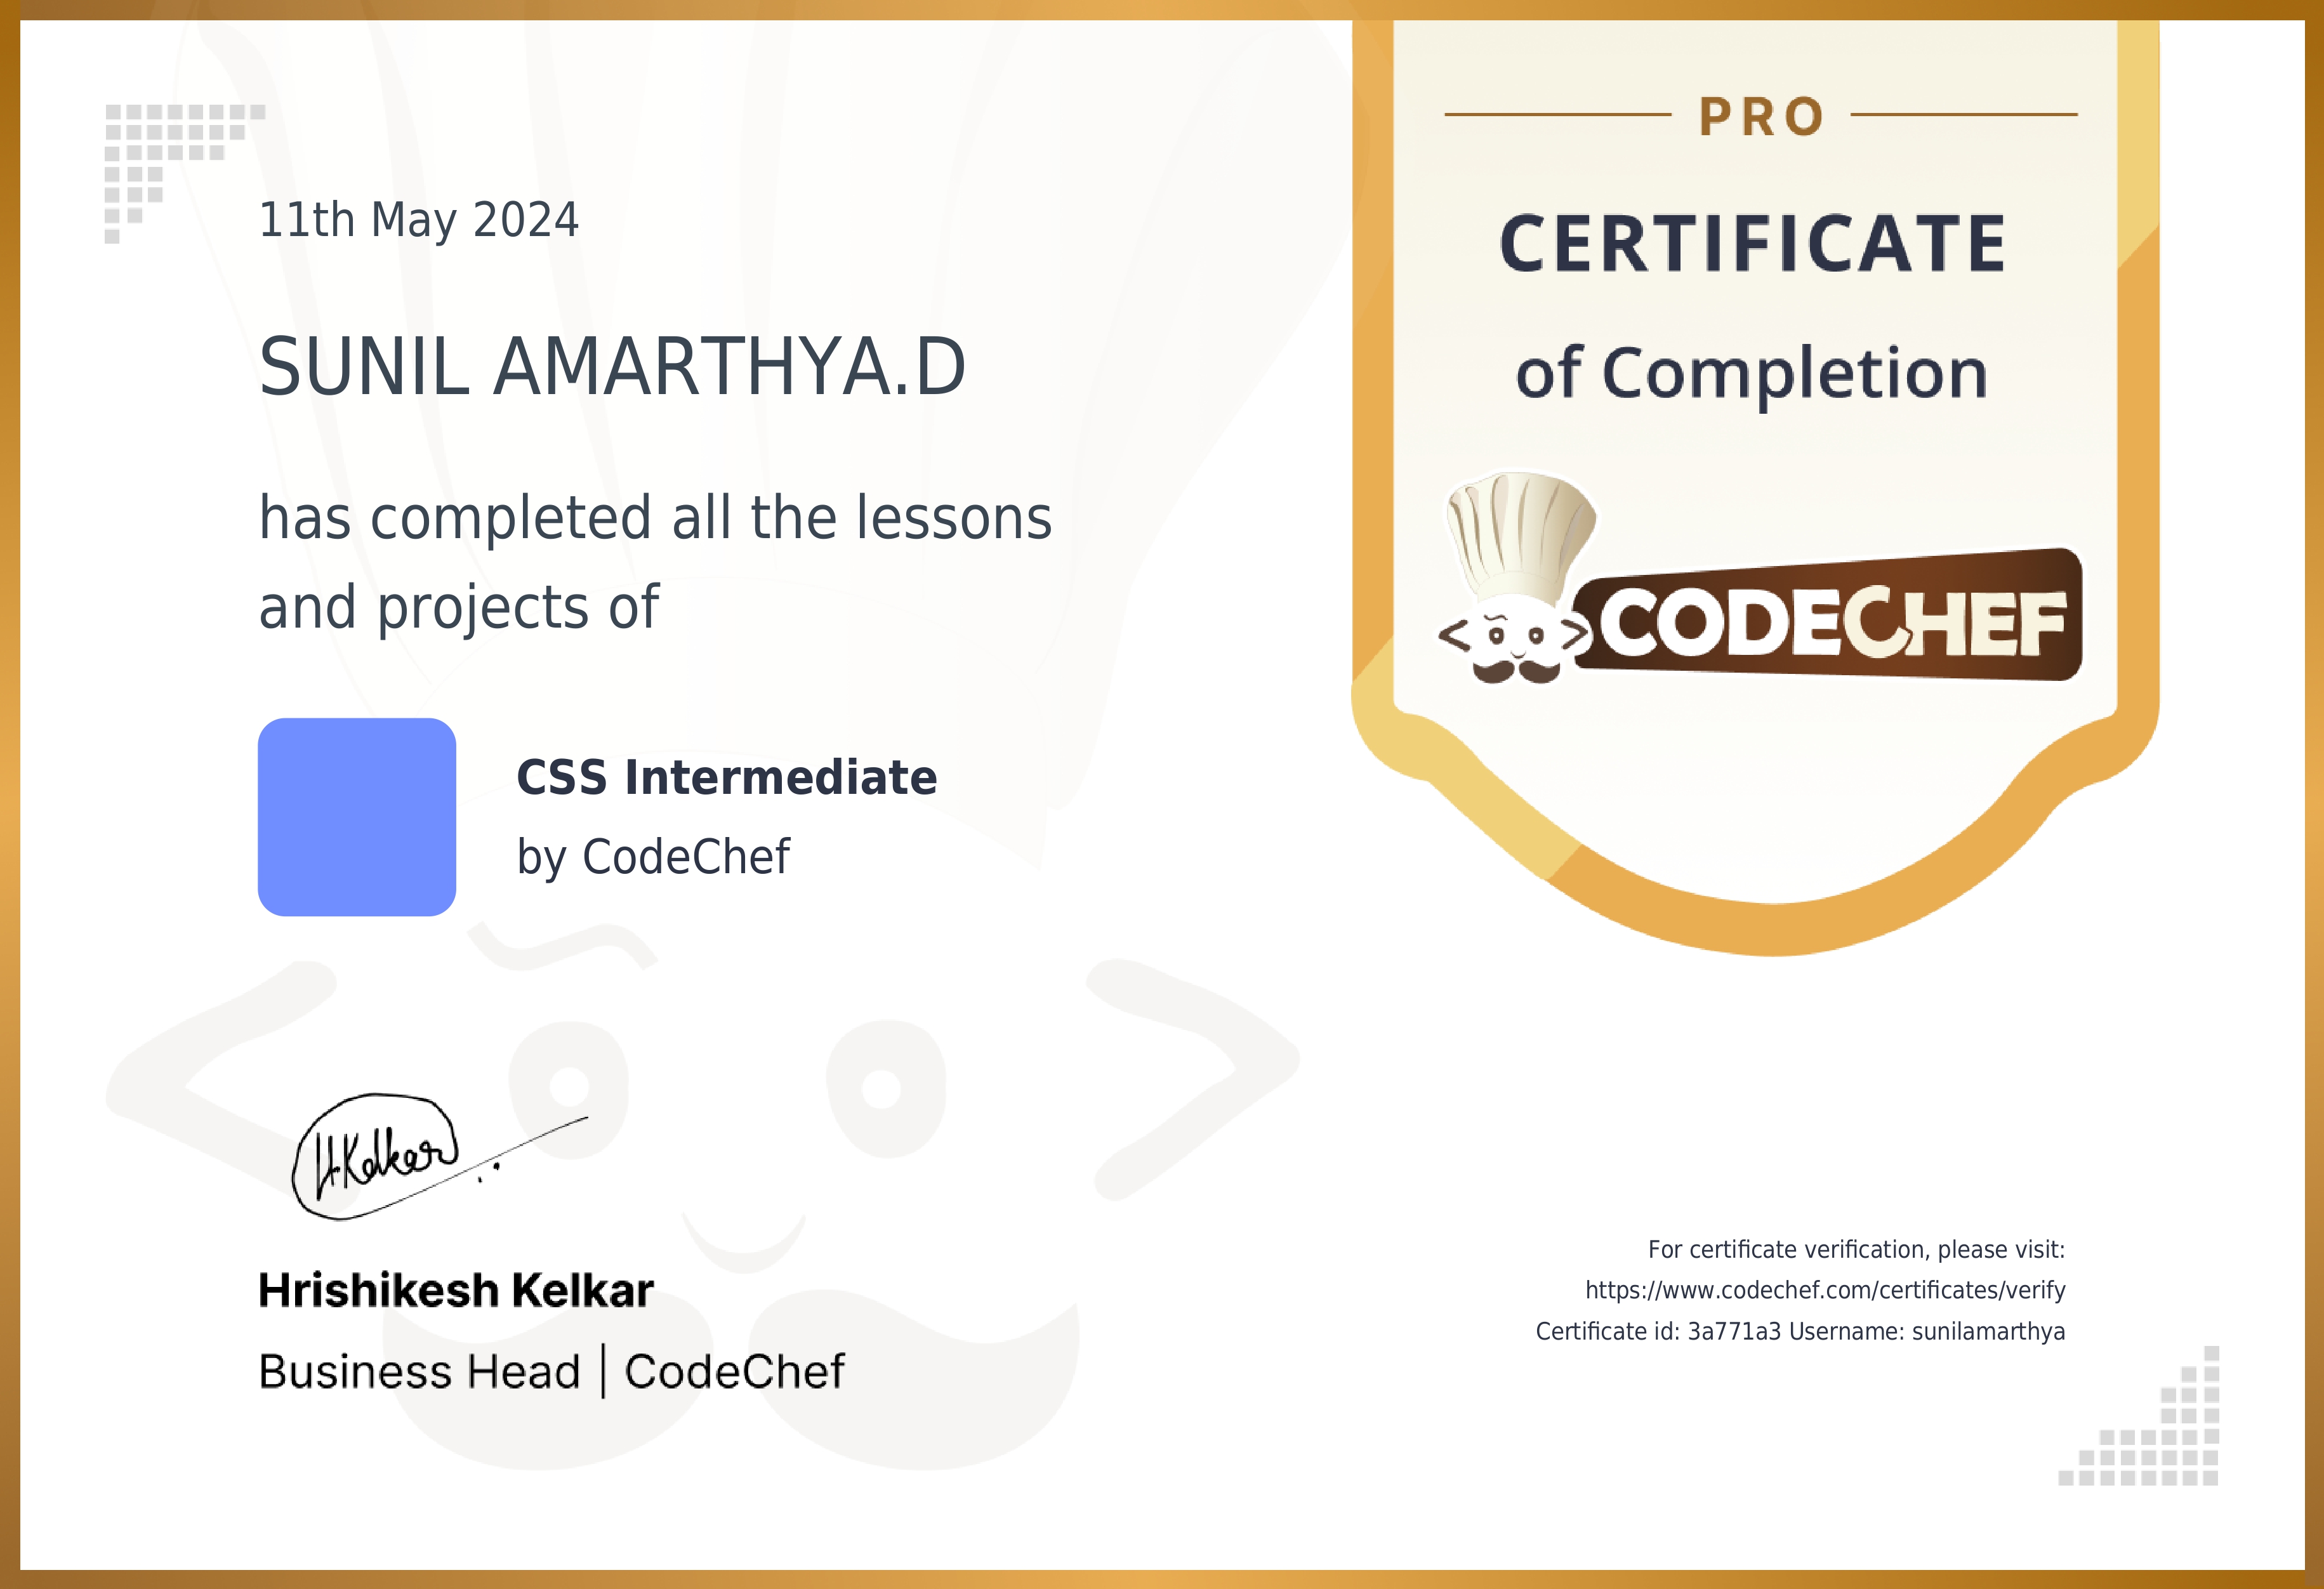 11th May 2024
SUNIL AMARTHYA.D
has completed all the lessons
and projects of
CSS Intermediate
by CodeChef
HKelkar
Hrishikesh Kelkar
Business Head | CodeChef
PRO
CERTIFICATE
of Completion
CODECHEF
For certificate verification, please visit:
https://www.codechef.com/certificates/verify
Certificate id: 3a771a3 Username: sunilamarthya